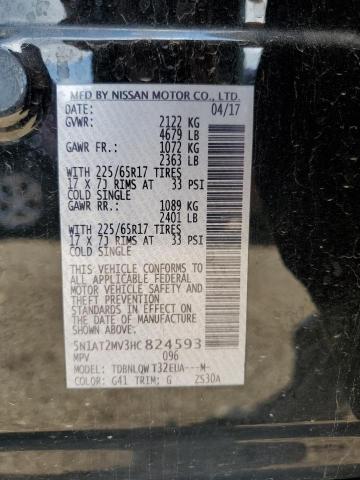 MFD BY NISSAN MOTOR CO., LTD.
DATE: 04/17
GVWR: 2122 KG
4679 LB
GAWR FR.: 1072 KG
2363 LB
WITH 225/65R17 TIRES
17 X 7J RIMS AT 33 PSI
COLD SINGLE
GAWR RR.: 1089 KG
2401 LB
WITH 225/65R17 TIRES
17 X 7J RIMS AT 33 PSI
COLD SINGLE
THIS VEHICLE CONFORMS TO
ALL APPLICABLE FEDERAL
MOTOR VEHICLE SAFETY AND
THEFT PREVENTION
STANDARDS IN EFFECT ON
THE DATE OF MANUFACTURE
SHOWN ABOVE.
5N1AT2MV3HC824593
MPV 096
MODEL: TDBNLQW T32EUA---M-
COLOR: G41 TRIM: G ZS30A